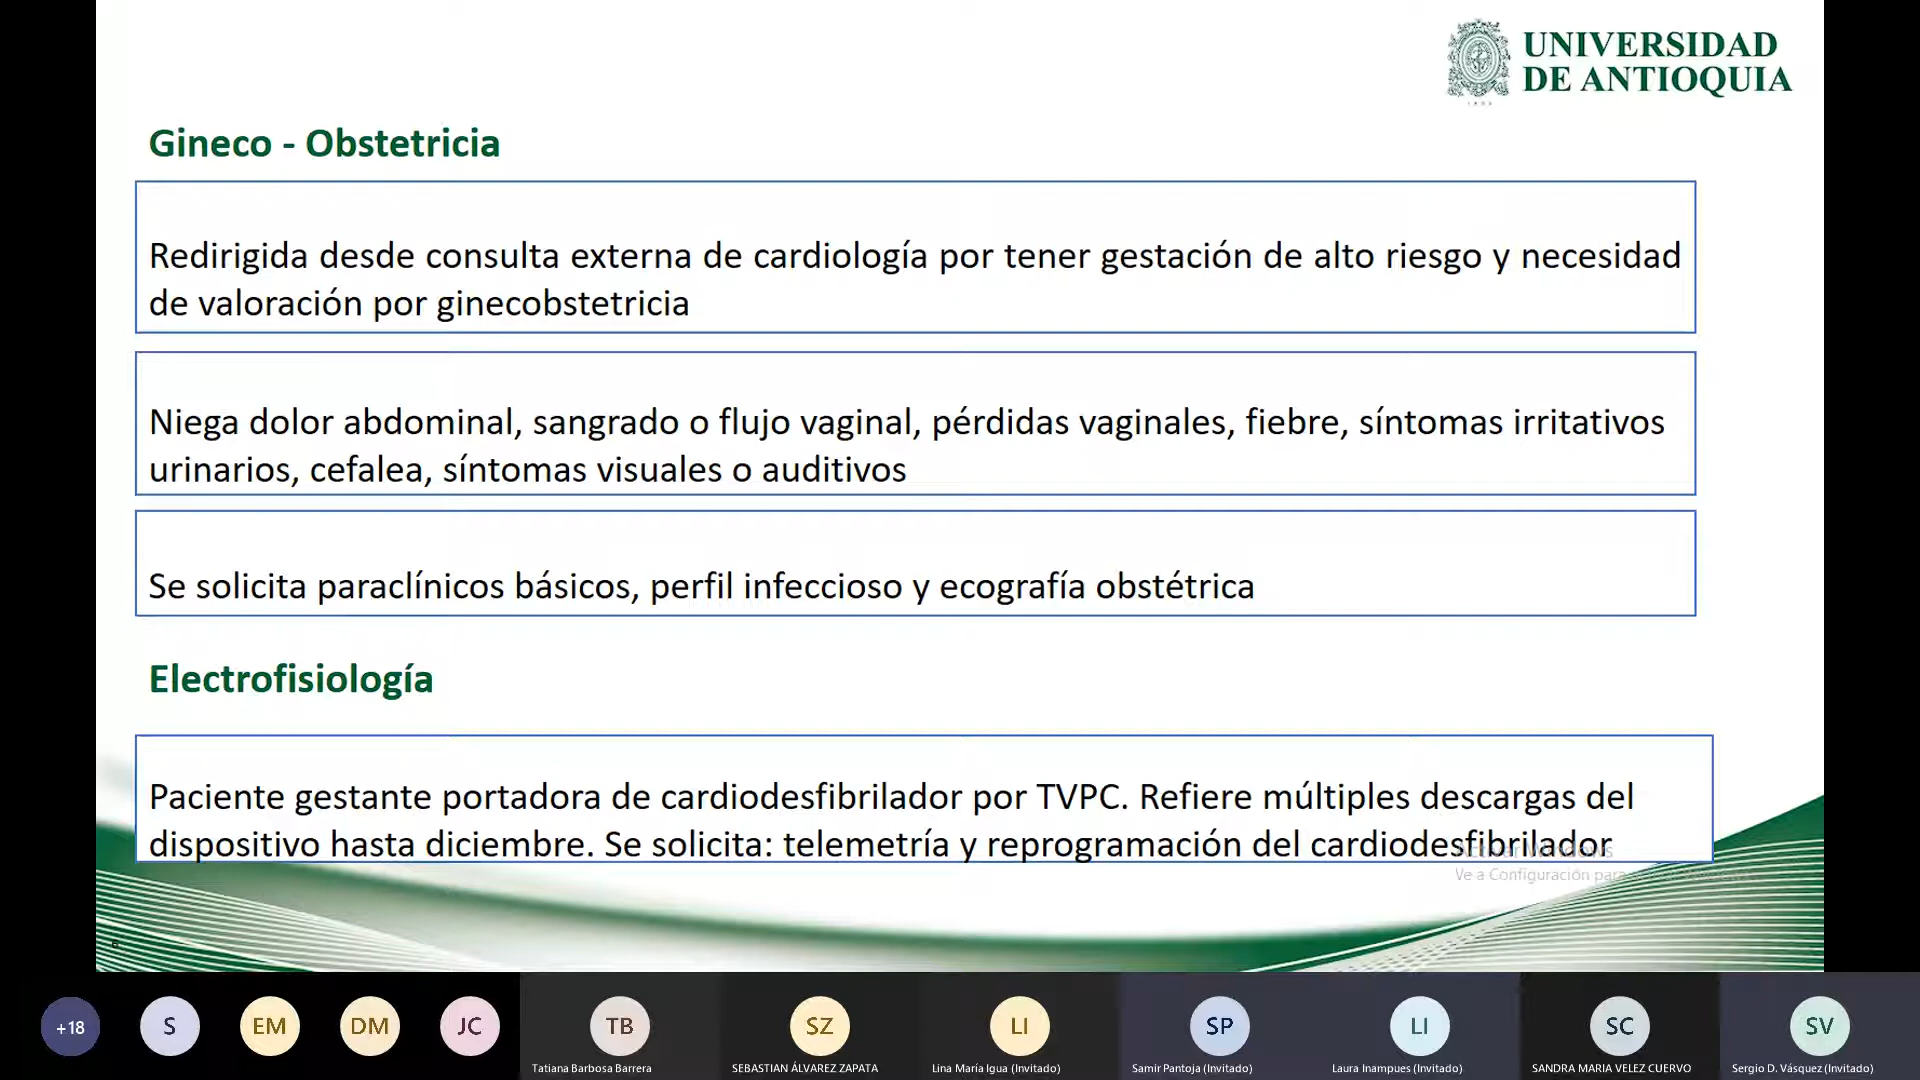 UNIVERSIDAD
DE ANTIOQUIA
1803
Gineco - Obstetricia
Redirigida desde consulta externa de cardiología por tener gestación de alto riesgo y necesidad
de valoración por ginecobstetricia
Niega dolor abdominal, sangrado o flujo vaginal, pérdidas vaginales, fiebre, síntomas irritativos
urinarios, cefalea, síntomas visuales o auditivos
Se solicita paraclínicos básicos, perfil infeccioso y ecografía obstétrica
Electrofisiología
Paciente gestante portadora de cardiodesfibrilador por TVPC. Refiere múltiples descargas del
dispositivo hasta diciembre. Se solicita: telemetría y reprogramación del cardiodesfibrilador
Activar Windows
Ve a Configuración para
6
+18
S
EM
DM
JC
TB
SZ
LI
SP
LI
SC
SV
Tatiana Barbosa Barrera
SEBASTIAN ÁLVAREZ ZAPATA
Lina María Igua (Invitado)
Samir Pantoja (Invitado)
Laura Inampues (Invitado)
SANDRA MARIA VELEZ CUERVO
Sergio D. Vásquez (Invitado)